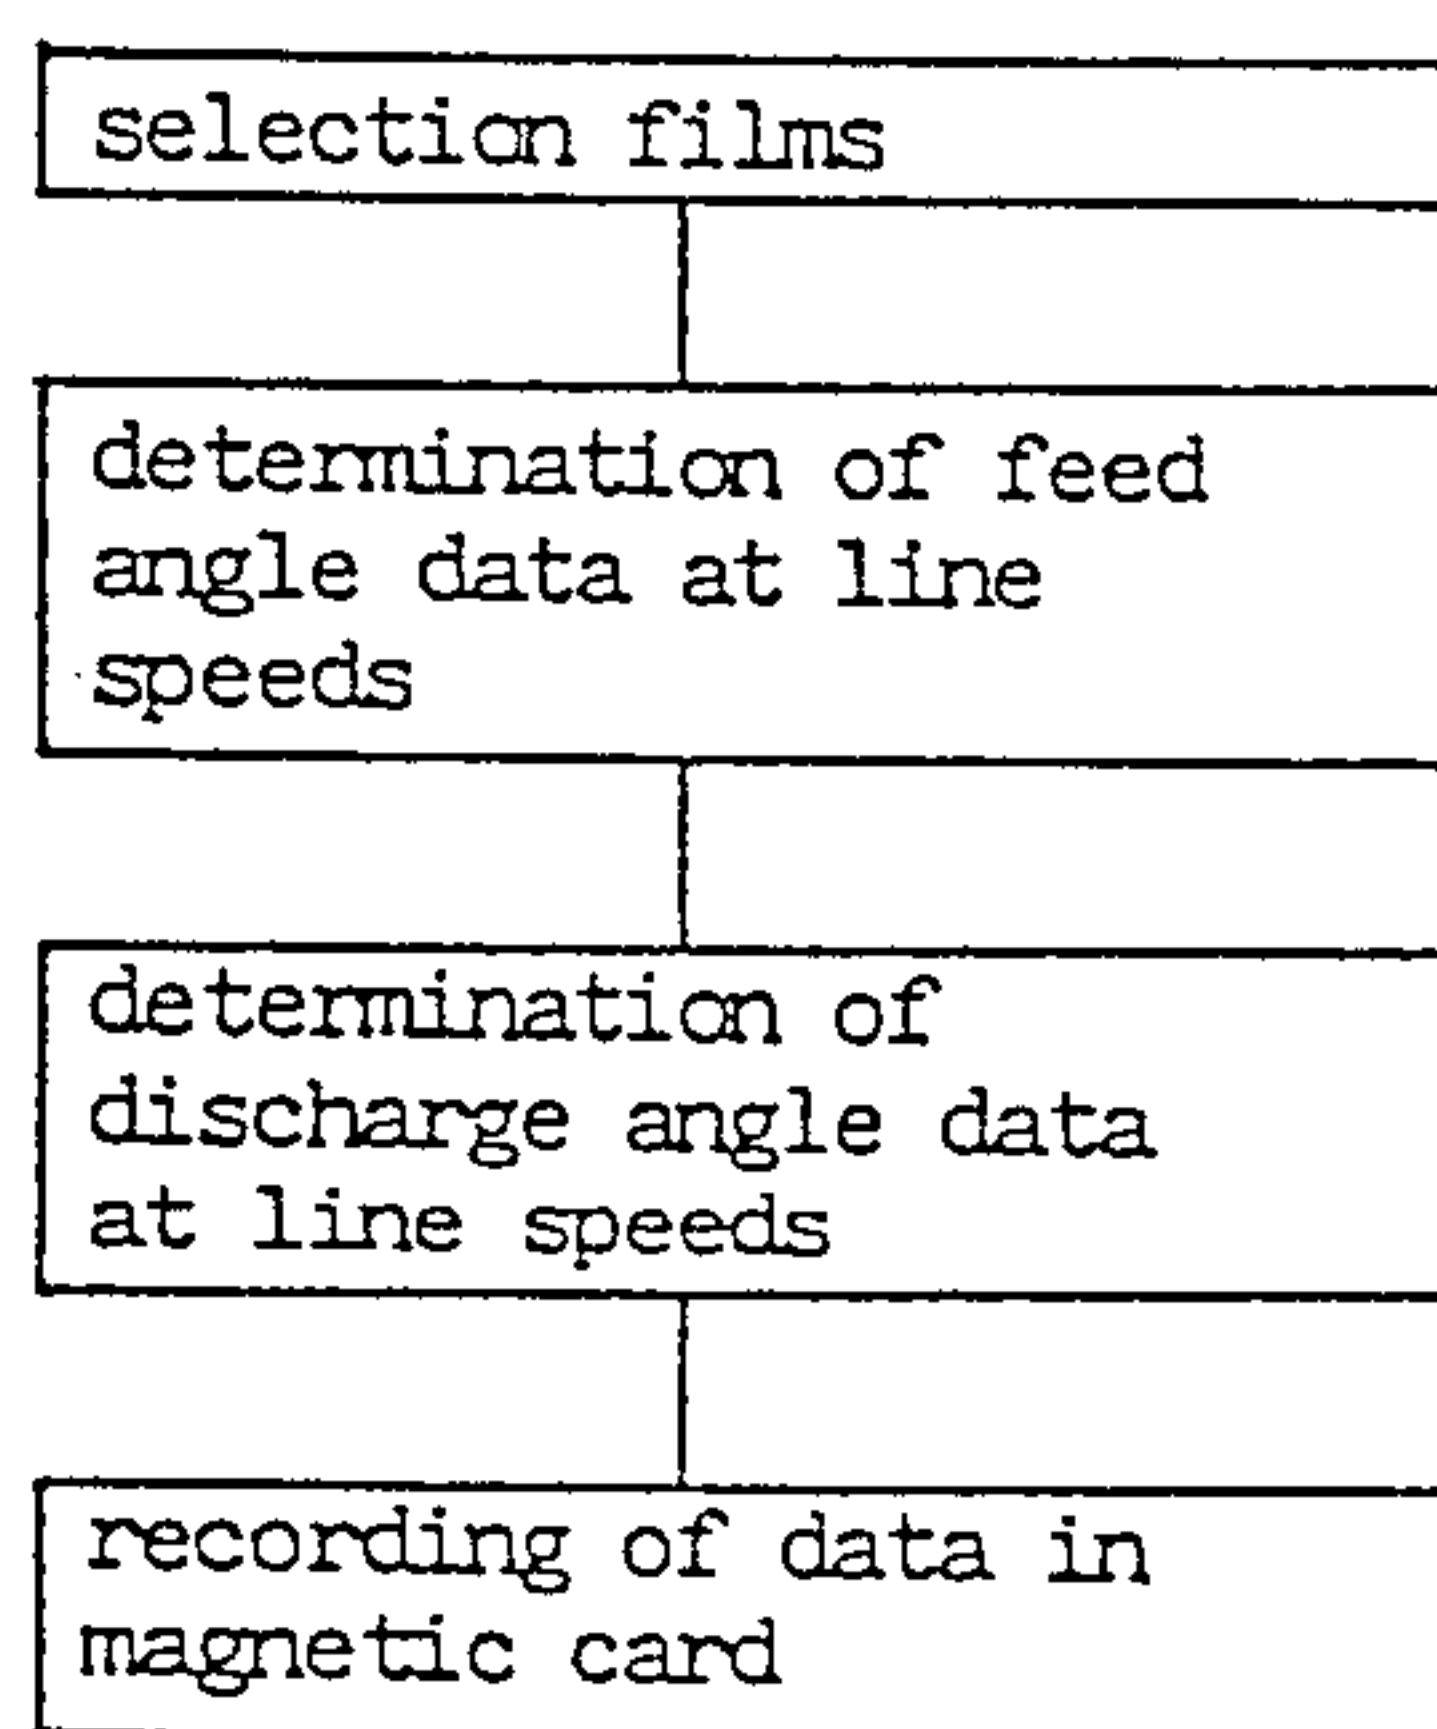 selection films
determination of feed
angle data at line
speeds
determination of
discharge angle data
at line speeds
recording of data in
magnetic card